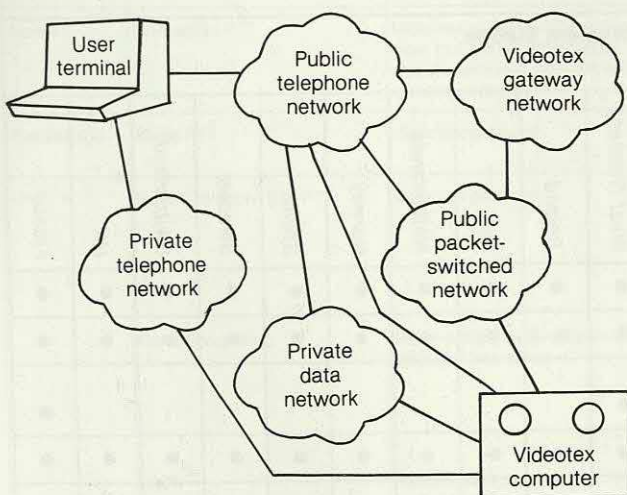 User
terminal
Public
telephone
network
Videotex
gateway
network
Private
telephone
network
Public
packet-
switched
network
Private
data
network
Videotex
computer